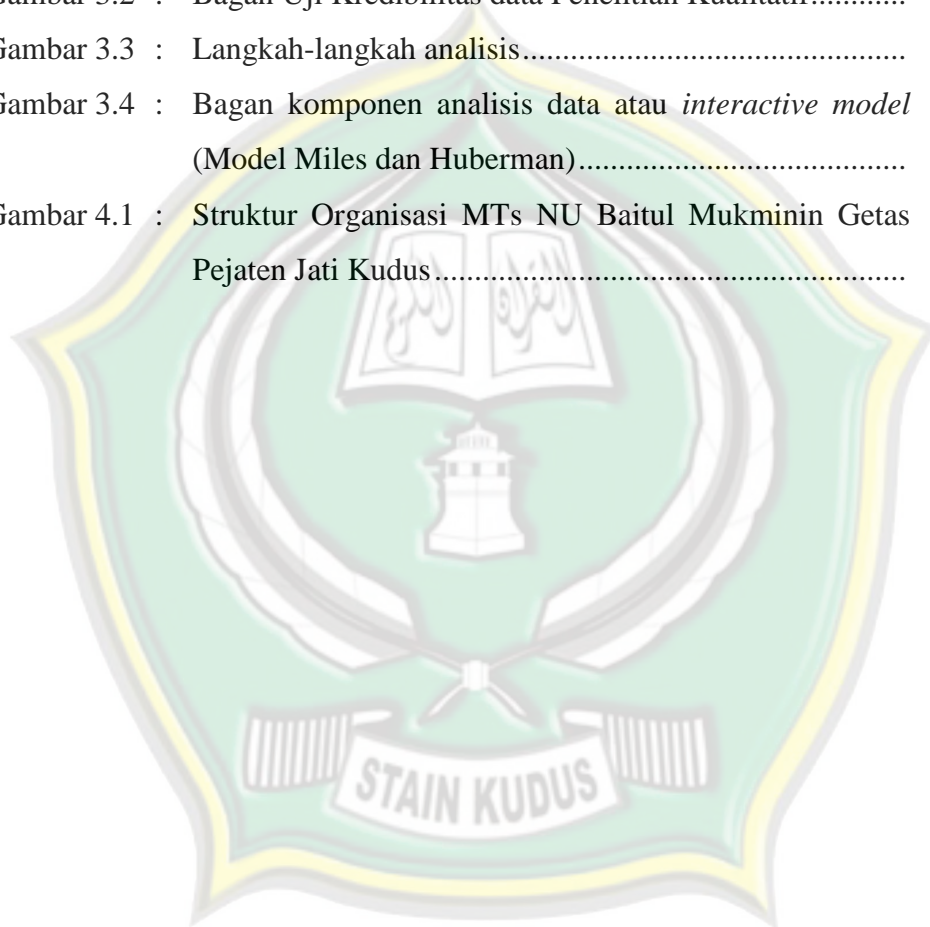 Gambar 3.2 : Bagan Uji Kredibilitas data Penelitian Kualitatif............
Gambar 3.3 : Langkah-langkah analisis................................................
Gambar 3.4 : Bagan komponen analisis data atau interactive model
(Model Miles dan Huberman).........................................
Gambar 4.1 : Struktur Organisasi MTs NU Baitul Mukminin Getas
Pejaten Jati Kudus...........................................................
STAIN KUDUS